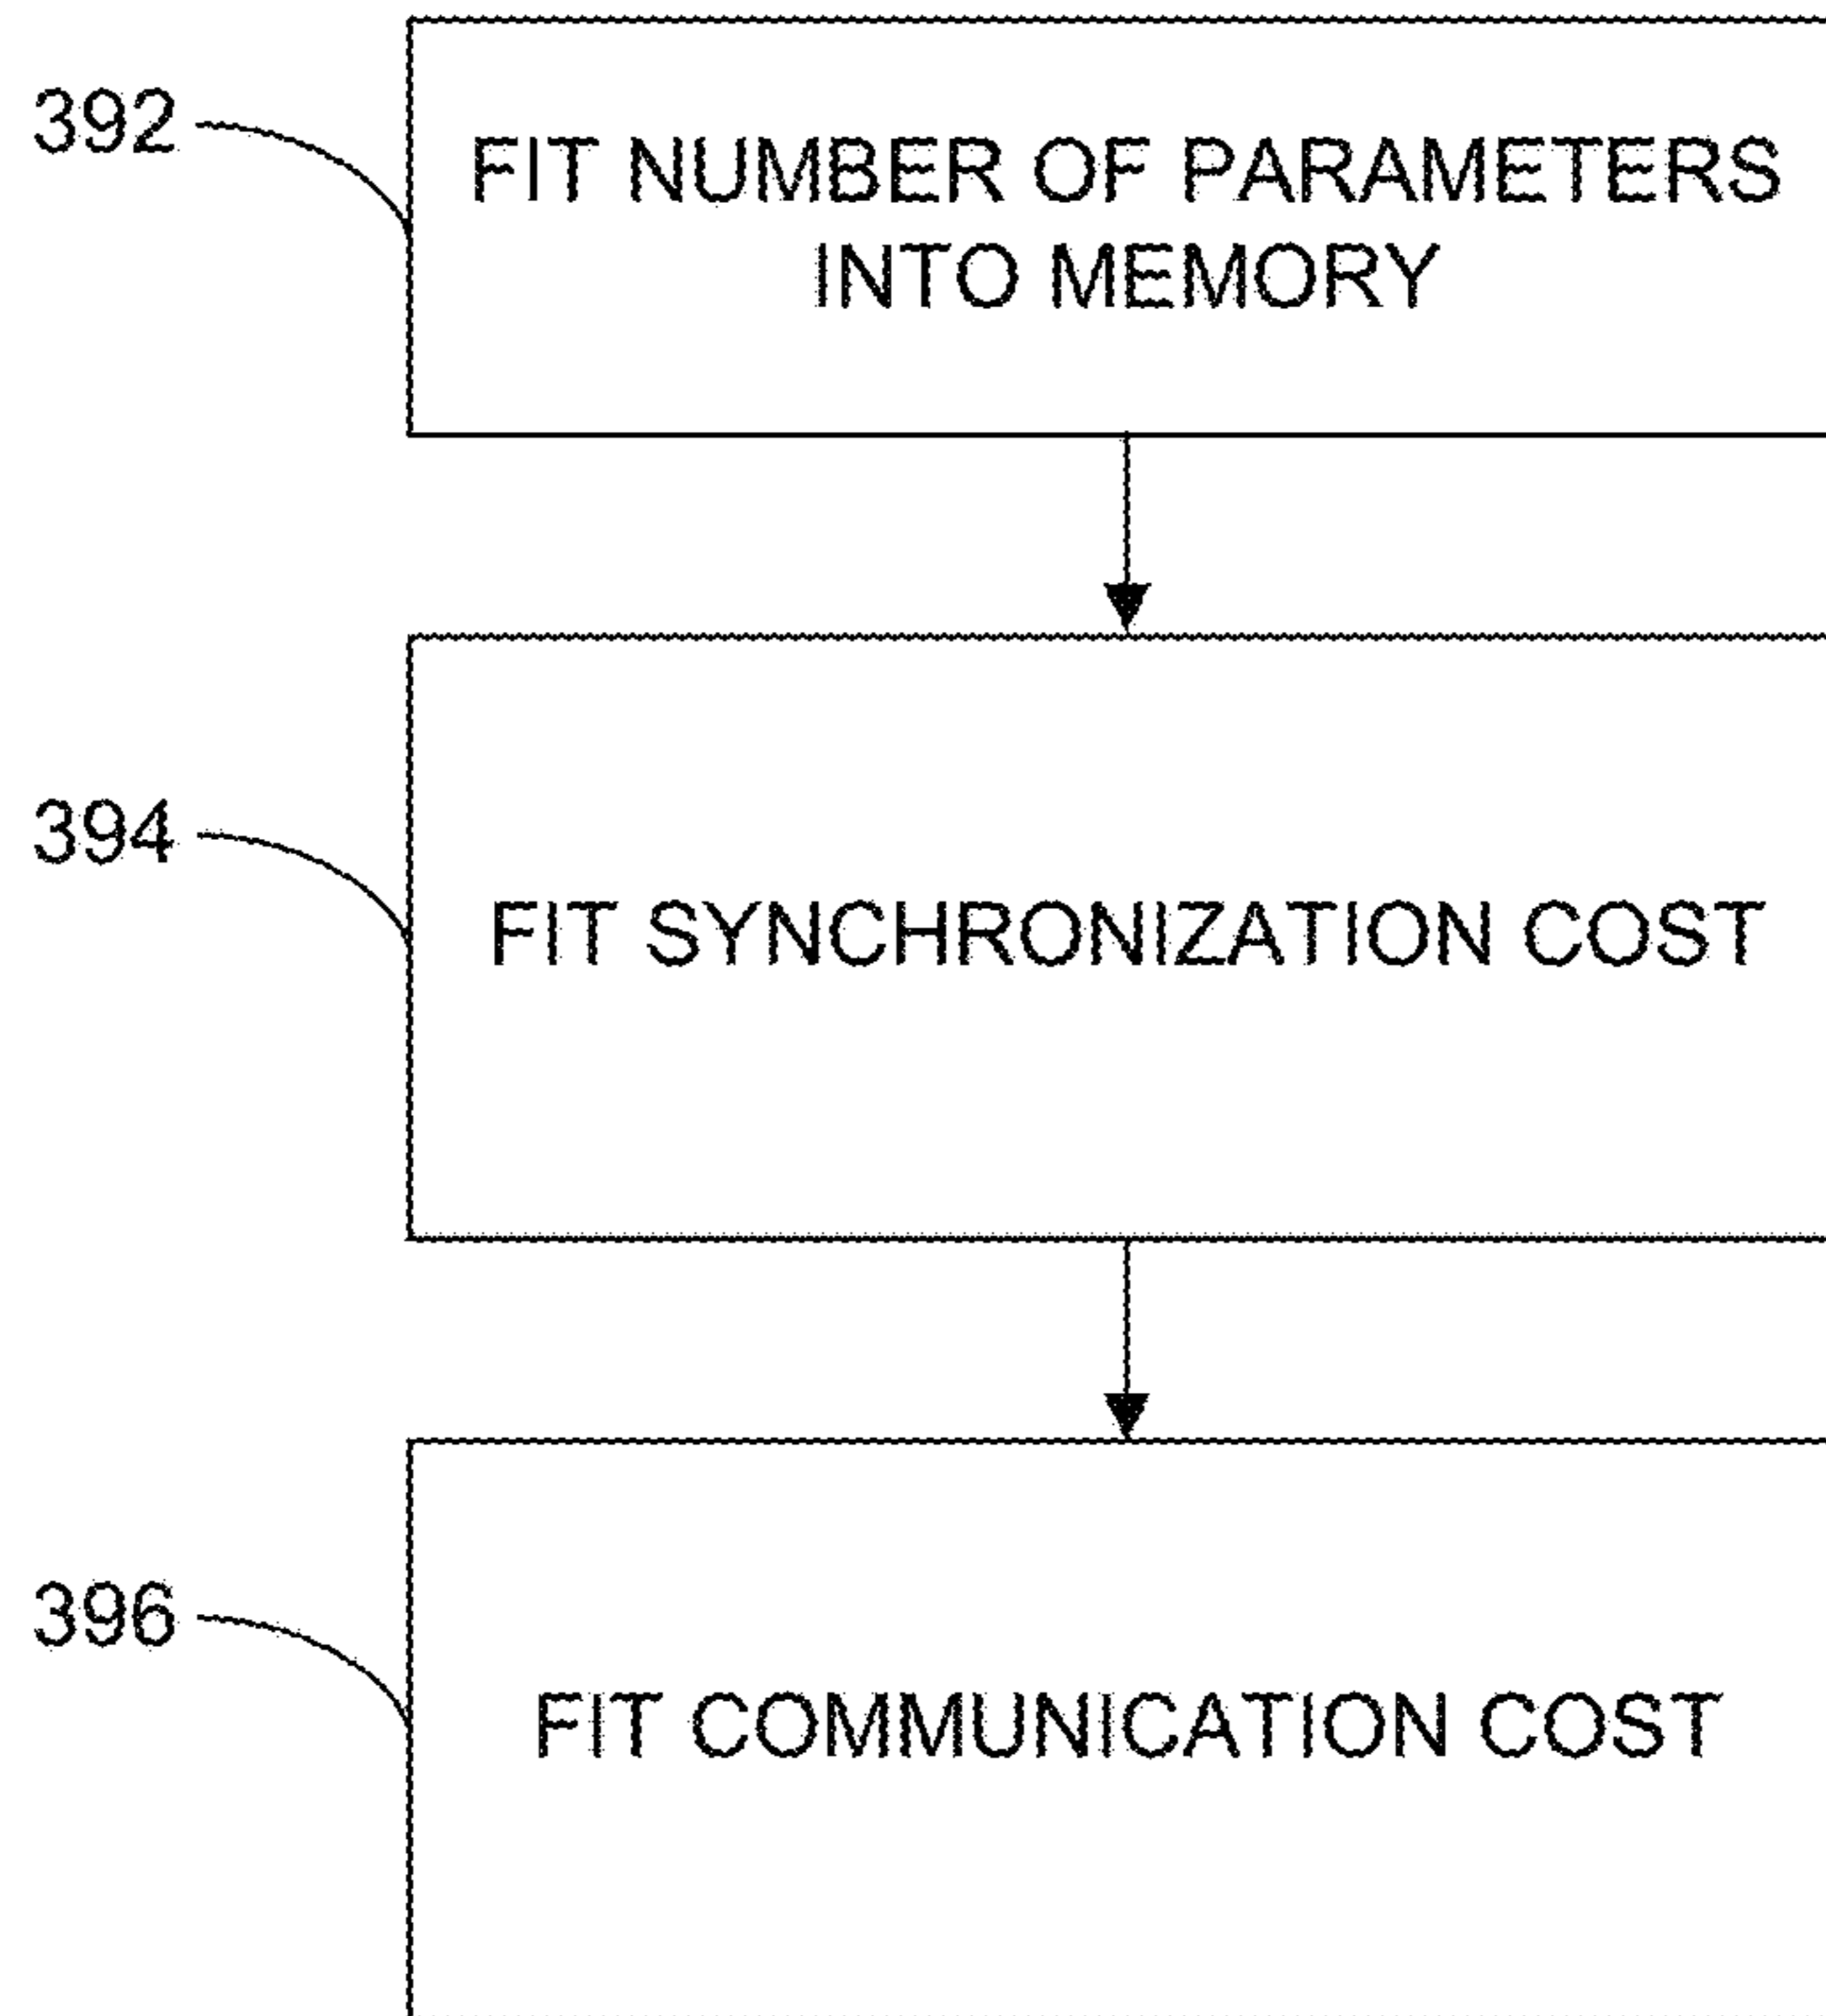 392
FIT NUMBER OF PARAMETERS
INTO MEMORY
394
FIT SYNCHRONIZATION COST
396
FIT COMMUNICATION COST